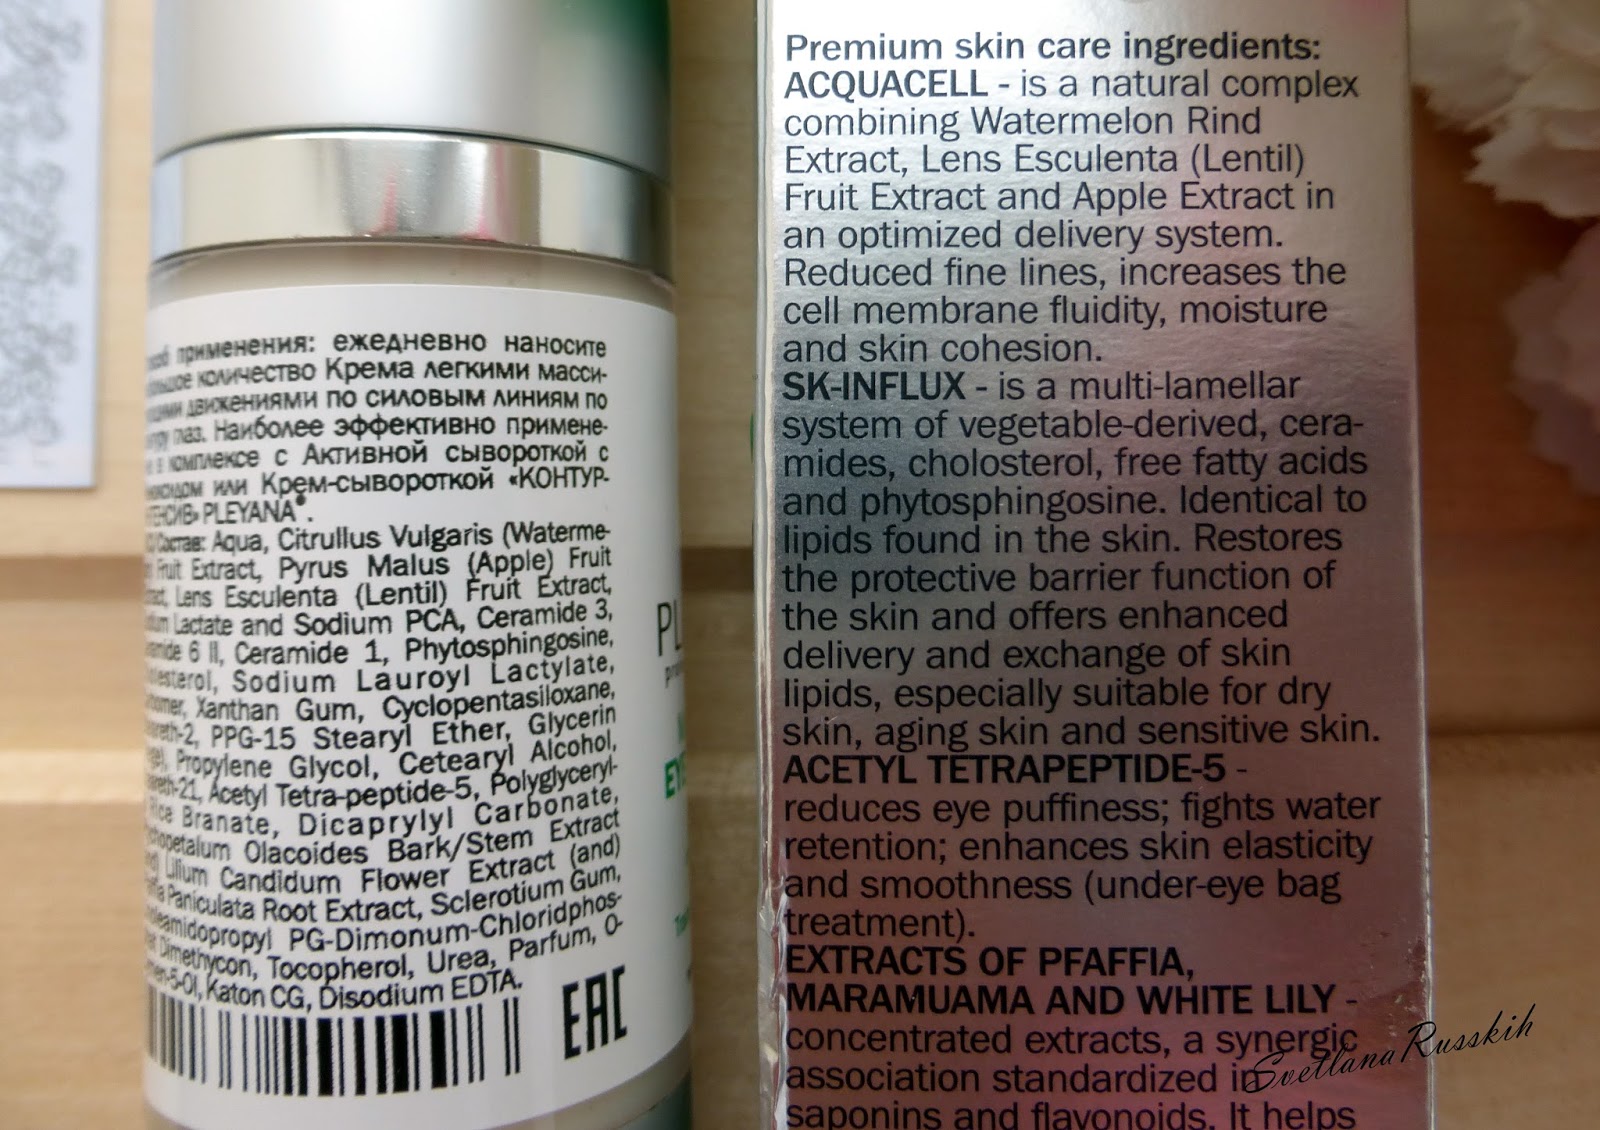 применения: ежедневно наносите
количество Крема легкими масси-
движениями по силовым линиям по
глаз. Наиболее эффективно примене-
в комплексе с Активной сывороткой с
или Крем-сывороткой «КОНТУР-
PLEYANA®.
Состав: Aqua, Citrullus Vulgaris (Waterme-
Fruit Extract, Pyrus Malus (Apple) Fruit
Lens Esculenta (Lentil) Fruit Extract,
Lactate and Sodium PCA, Ceramide 3,
6 II, Ceramide 1, Phytosphingosine,
Sodium Lauroyl Lactylate,
Xanthan Gum, Cyclopentasiloxane,
PPG-15 Stearyl Ether, Glycerin
Propylene Glycol, Cetearyl Alcohol,
Acetyl Tetra-peptide-5, Polyglyceryl-
Branate, Dicaprylyl Carbonate,
Olacoides Bark/Stem Extract
Lilium Candidum Flower Extract (and)
Paniculata Root Extract, Sclerotium Gum,
PG-Dimonum-Chloridphos-
Dimethycon, Tocopherol, Urea, Parfum, O-
Katon CG, Disodium EDTA.
EAC
PL
Premium skin care ingredients:
ACQUACELL - is a natural complex
combining Watermelon Rind
Extract, Lens Esculenta (Lentil)
Fruit Extract and Apple Extract in
an optimized delivery system.
Reduced fine lines, increases the
cell membrane fluidity, moisture
and skin cohesion.
SK-INFLUX - is a multi-lamellar
system of vegetable-derived, cera-
mides, cholosterol, free fatty acids
and phytosphingosine. Identical to
lipids found in the skin. Restores
the protective barrier function of
the skin and offers enhanced
delivery and exchange of skin
lipids, especially suitable for dry
skin, aging skin and sensitive skin.
ACETYL TETRAPEPTIDE-5 -
reduces eye puffiness; fights water
retention; enhances skin elasticity
and smoothness (under-eye bag
treatment).
EXTRACTS OF PFAFFIA,
MARAMUAMA AND WHITE LILY -
concentrated extracts, a synergic
association standardized in
saponins and flavonoids. It helps
Svetlana Russkih